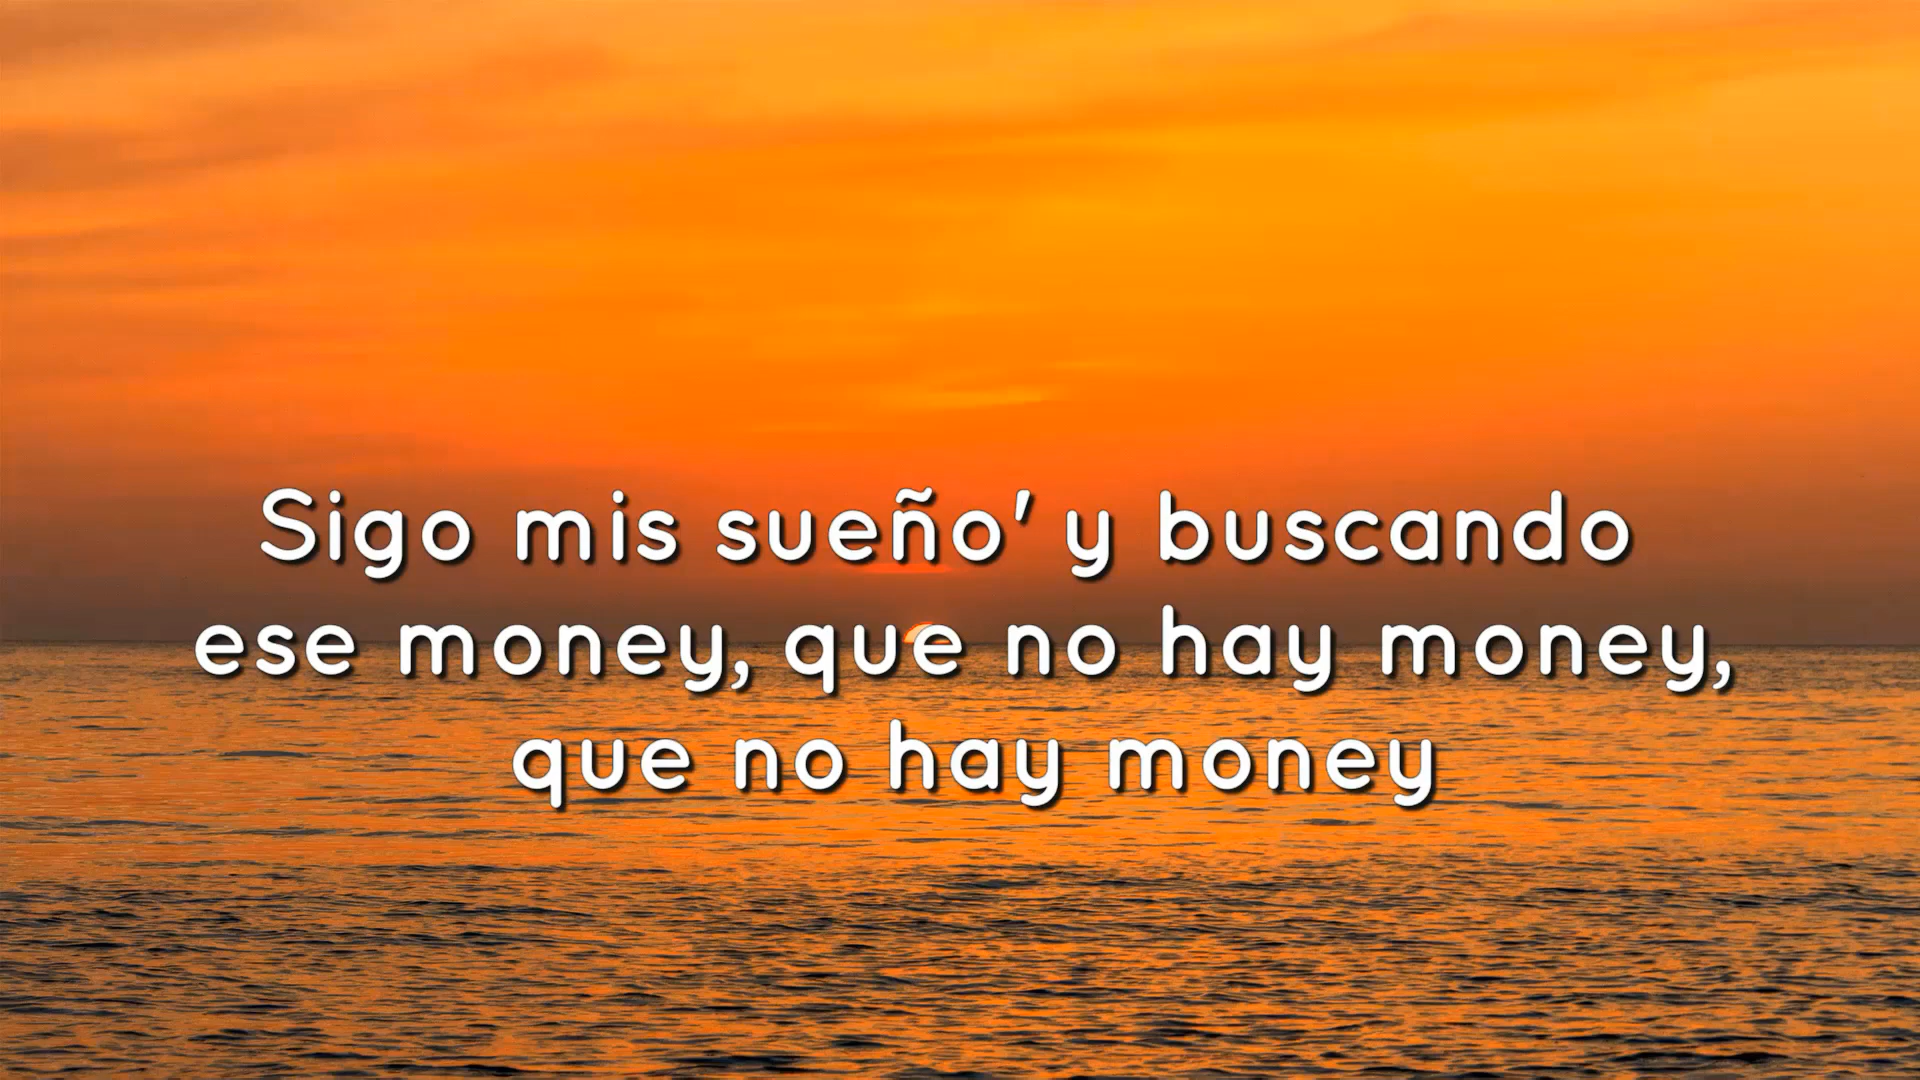 Sigo mis sueño' y buscando
ese money, que no hay money,
que no hay money